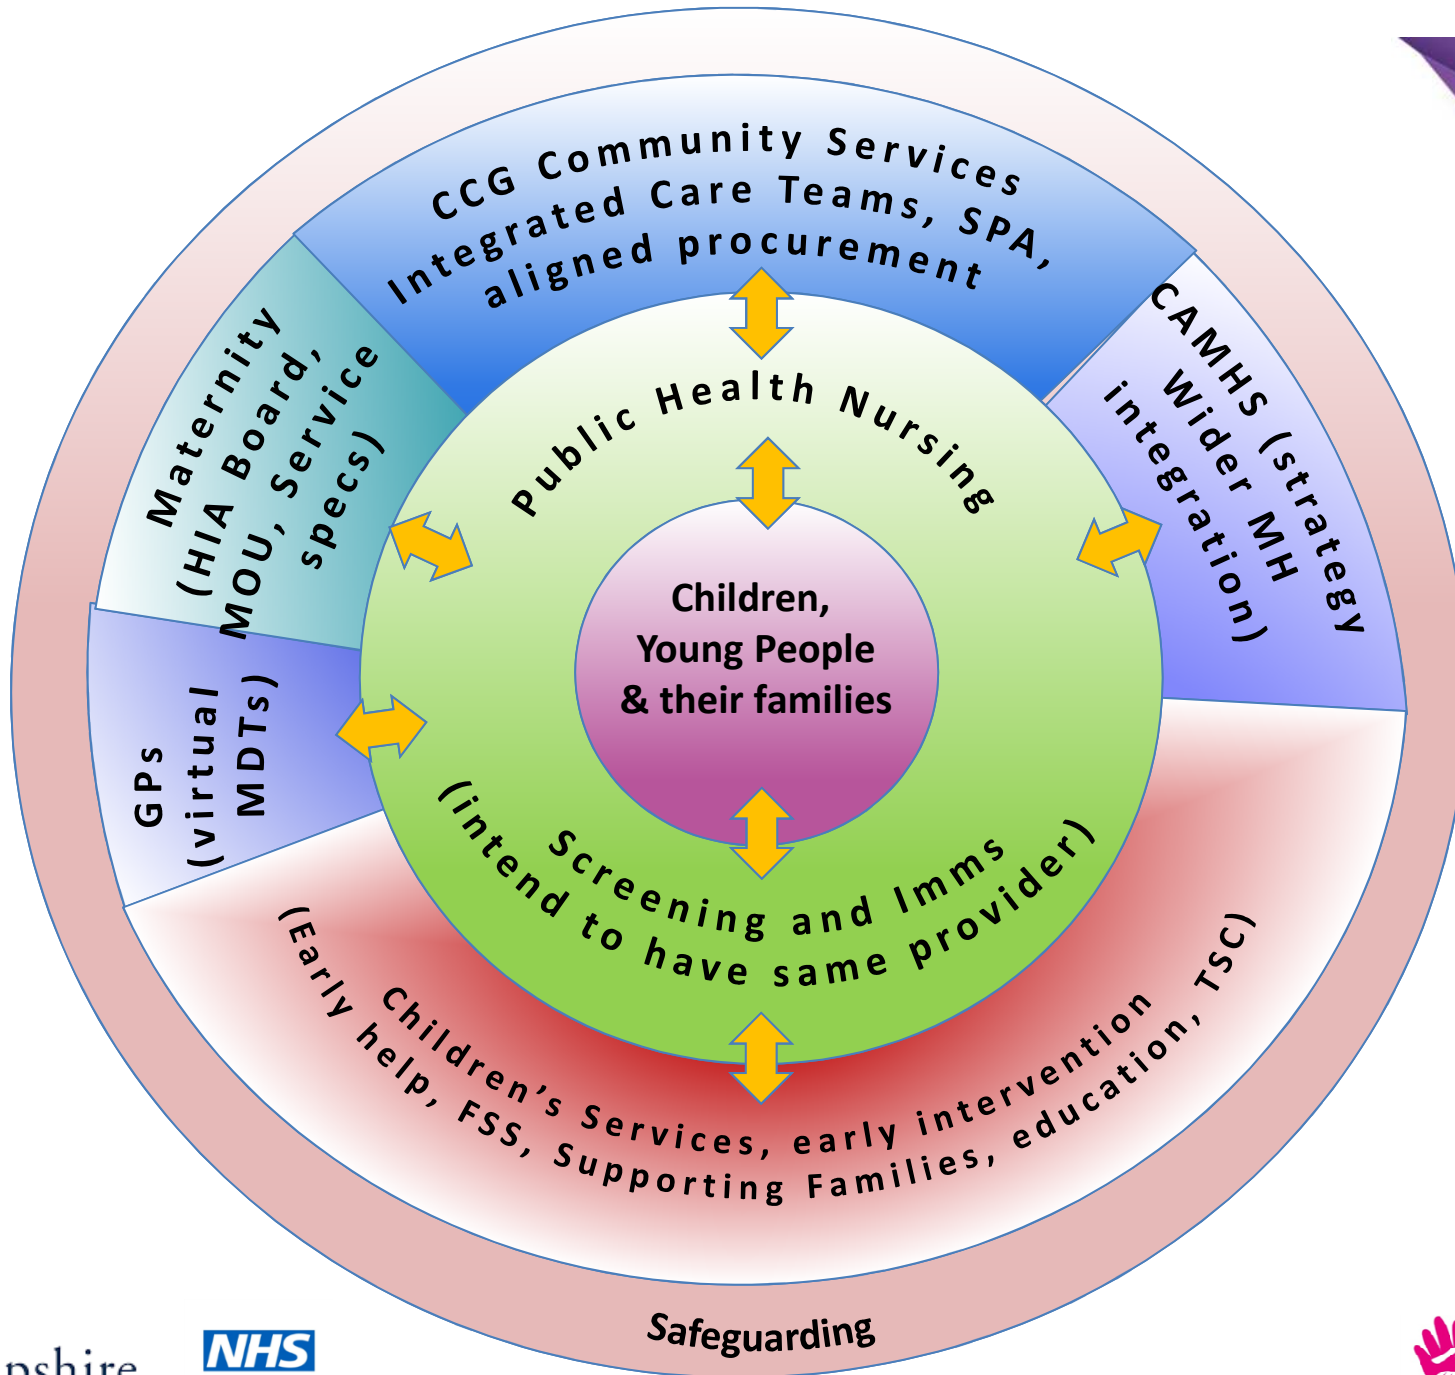 CCG Community Services
Integrated Care Teams, SPA,
aligned procurement
Maternity
(HIA Board,
MOU, Service
specs)
CAMHS (strategy
Wider MH
integration)
GPs
(virtual
MDTs)
Public Health Nursing
Children,
Young People
& their families
Screening and Imms
(intend to have same provider)
Children’s Services, early intervention
(Early help, FSS, Supporting Families, education, TSC)
Safeguarding
pshire
NHS